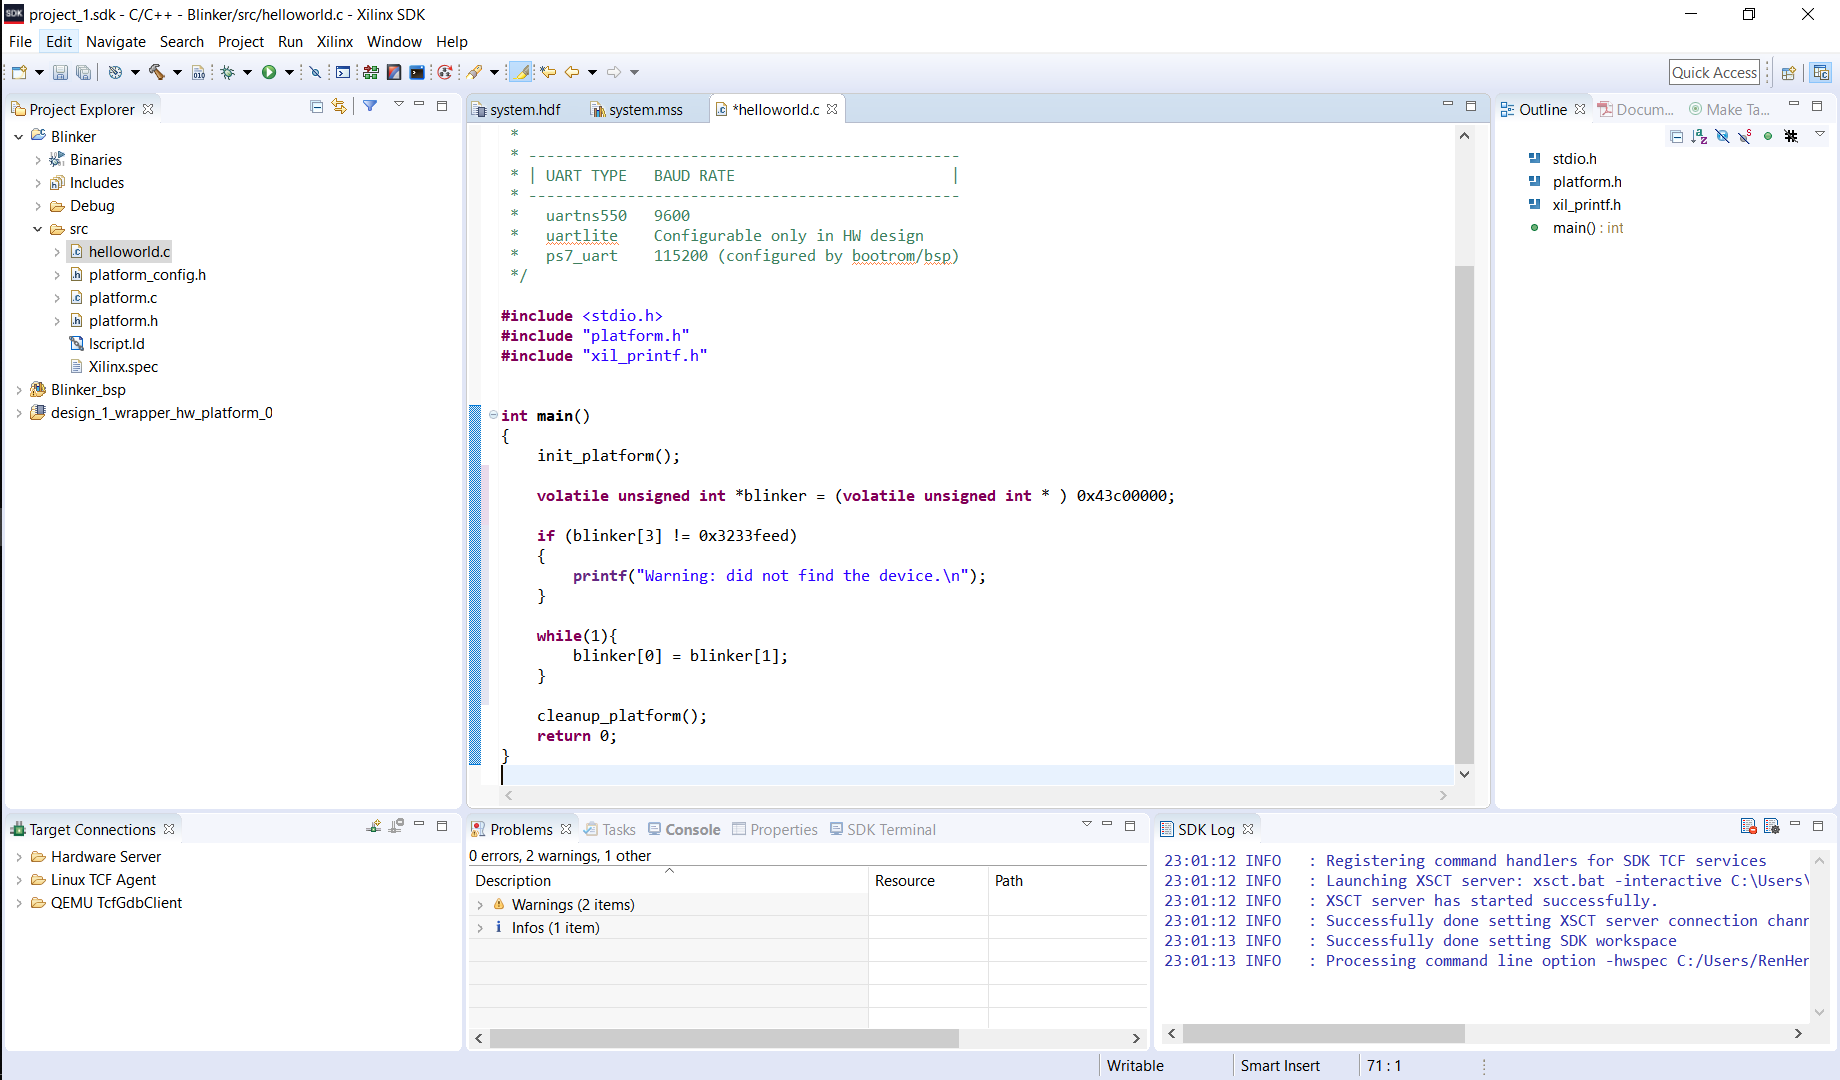 project_1.sdk - C/C++ - Blinker/src/helloworld.c - Xilinx SDK
File Edit Navigate Search Project Run Xilinx Window Help
Quick Access
Project Explorer
Blinker
Binaries
Includes
Debug
src
helloworld.c
platform_config.h
platform.c
platform.h
lscript.ld
Xilinx.spec
Blinker_bsp
design_1_wrapper_hw_platform_0
system.hdf system.mss *helloworld.c
*
* ------------------------------------------------
* | UART TYPE   BAUD RATE                        |
* ------------------------------------------------
*   uartns550   9600
*   uartlite    Configurable only in HW design
*   ps7_uart    115200 (configured by bootrom/bsp)
*/
#include <stdio.h>
#include "platform.h"
#include "xil_printf.h"
int main()
{
init_platform();
volatile unsigned int *blinker = (volatile unsigned int * ) 0x43c00000;
if (blinker[3] != 0x3233feed)
{
printf("Warning: did not find the device.\n");
}
while(1){
blinker[0] = blinker[1];
}
cleanup_platform();
return 0;
}
Outline Docum... Make Ta...
stdio.h
platform.h
xil_printf.h
main() : int
Target Connections
Hardware Server
Linux TCF Agent
QEMU TcfGdbClient
Problems Tasks Console Properties SDK Terminal
0 errors, 2 warnings, 1 other
Description Resource Path
Warnings (2 items)
Infos (1 item)
SDK Log
23:01:12 INFO : Registering command handlers for SDK TCF services
23:01:12 INFO : Launching XSCT server: xsct.bat -interactive C:\Users\
23:01:12 INFO : XSCT server has started successfully.
23:01:12 INFO : Successfully done setting XSCT server connection chann
23:01:13 INFO : Successfully done setting SDK workspace
23:01:13 INFO : Processing command line option -hwspec C:/Users/RenHer
Writable Smart Insert 71 : 1